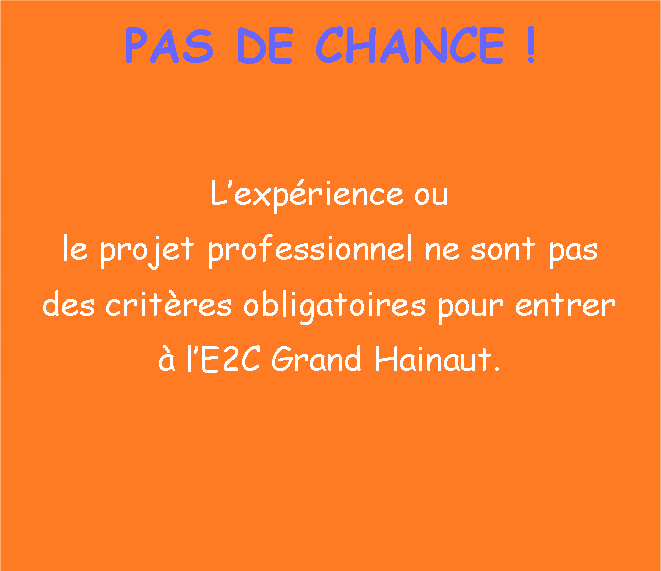 PAS DE CHANCE !
L’expérience ou
le projet professionnel ne sont pas
des critères obligatoires pour entrer
à l’E2C Grand Hainaut.